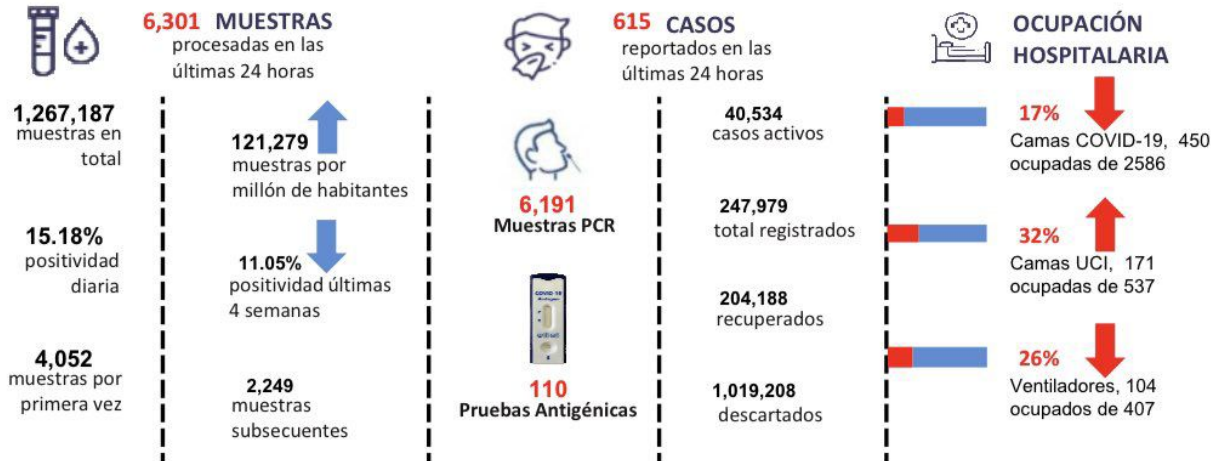 6,301 MUESTRAS
procesadas en las
últimas 24 horas
1,267,187
muestras en
total
15.18%
positividad
diaria
4,052
muestras por
primera vez
121,279
muestras por
millón de habitantes
11.05%
positividad últimas
4 semanas
2,249
muestras
subsecuentes
6,191
Muestras PCR
COVID-19
Antigen
110
Pruebas Antigénicas
615 CASOS
reportados en las
últimas 24 horas
40,534
casos activos
247,979
total registrados
204,188
recuperados
1,019,208
descartados
OCUPACIÓN
HOSPITALARIA
17%
Camas COVID-19, 450
ocupadas de 2586
32%
Camas UCI, 171
ocupadas de 537
26%
Ventiladores, 104
ocupados de 407